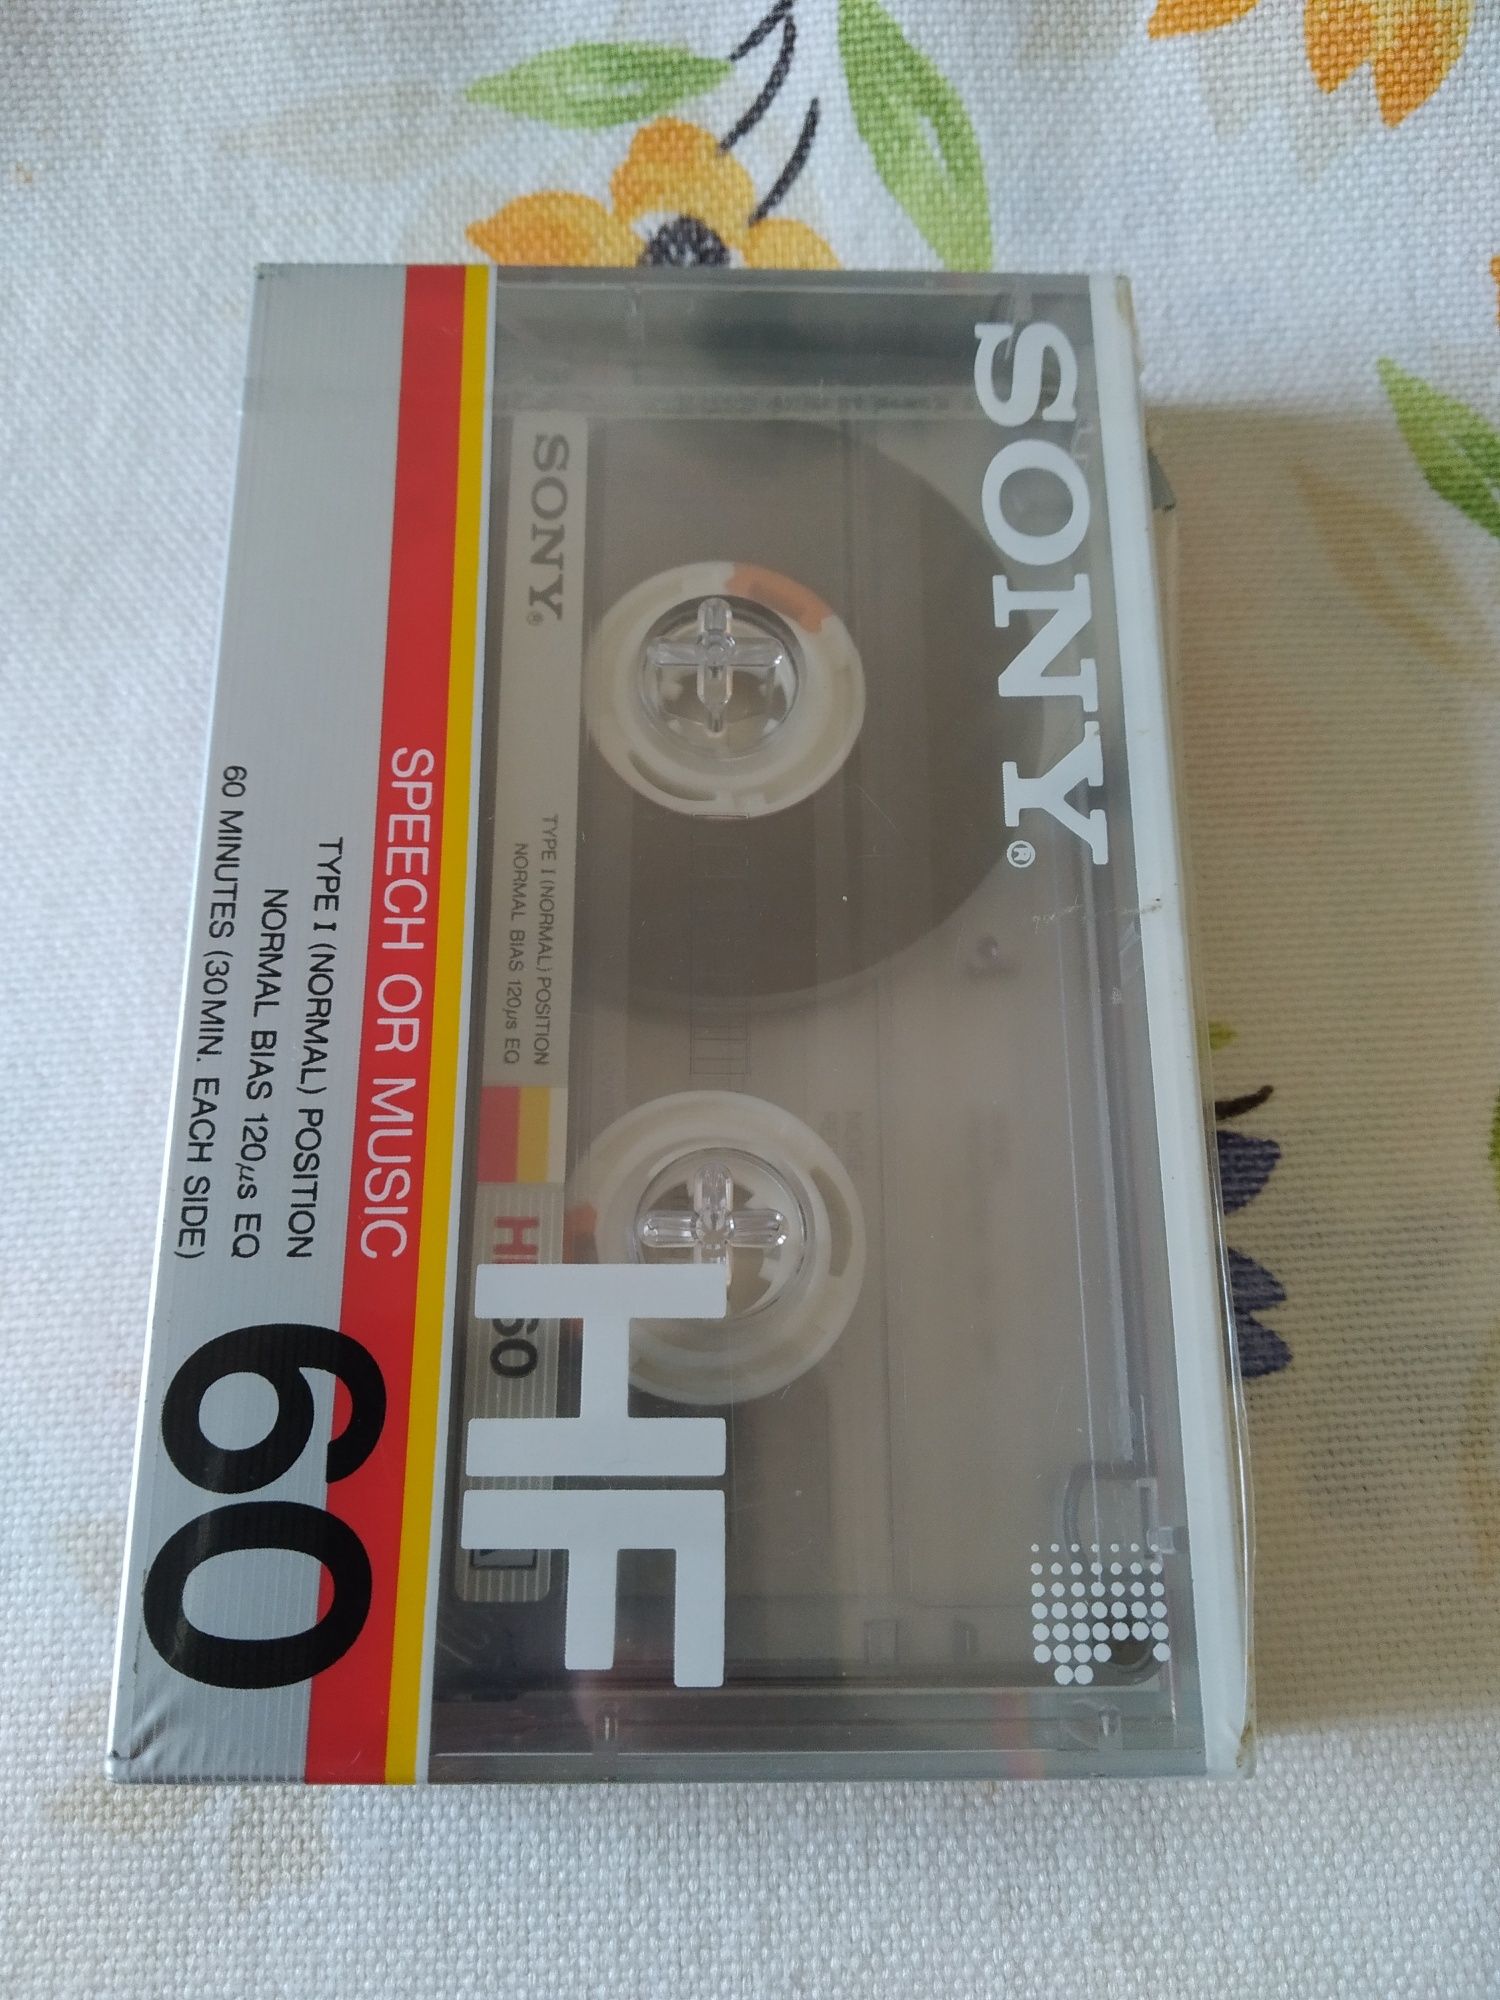 SONY®
SONY®
TYPE I (NORMAL) POSITION
NORMAL BIAS 120µs EQ
60
HF
SPEECH OR MUSIC
TYPE I (NORMAL) POSITION
NORMAL BIAS 120µs EQ
60 MINUTES (30MIN. EACH SIDE)
60